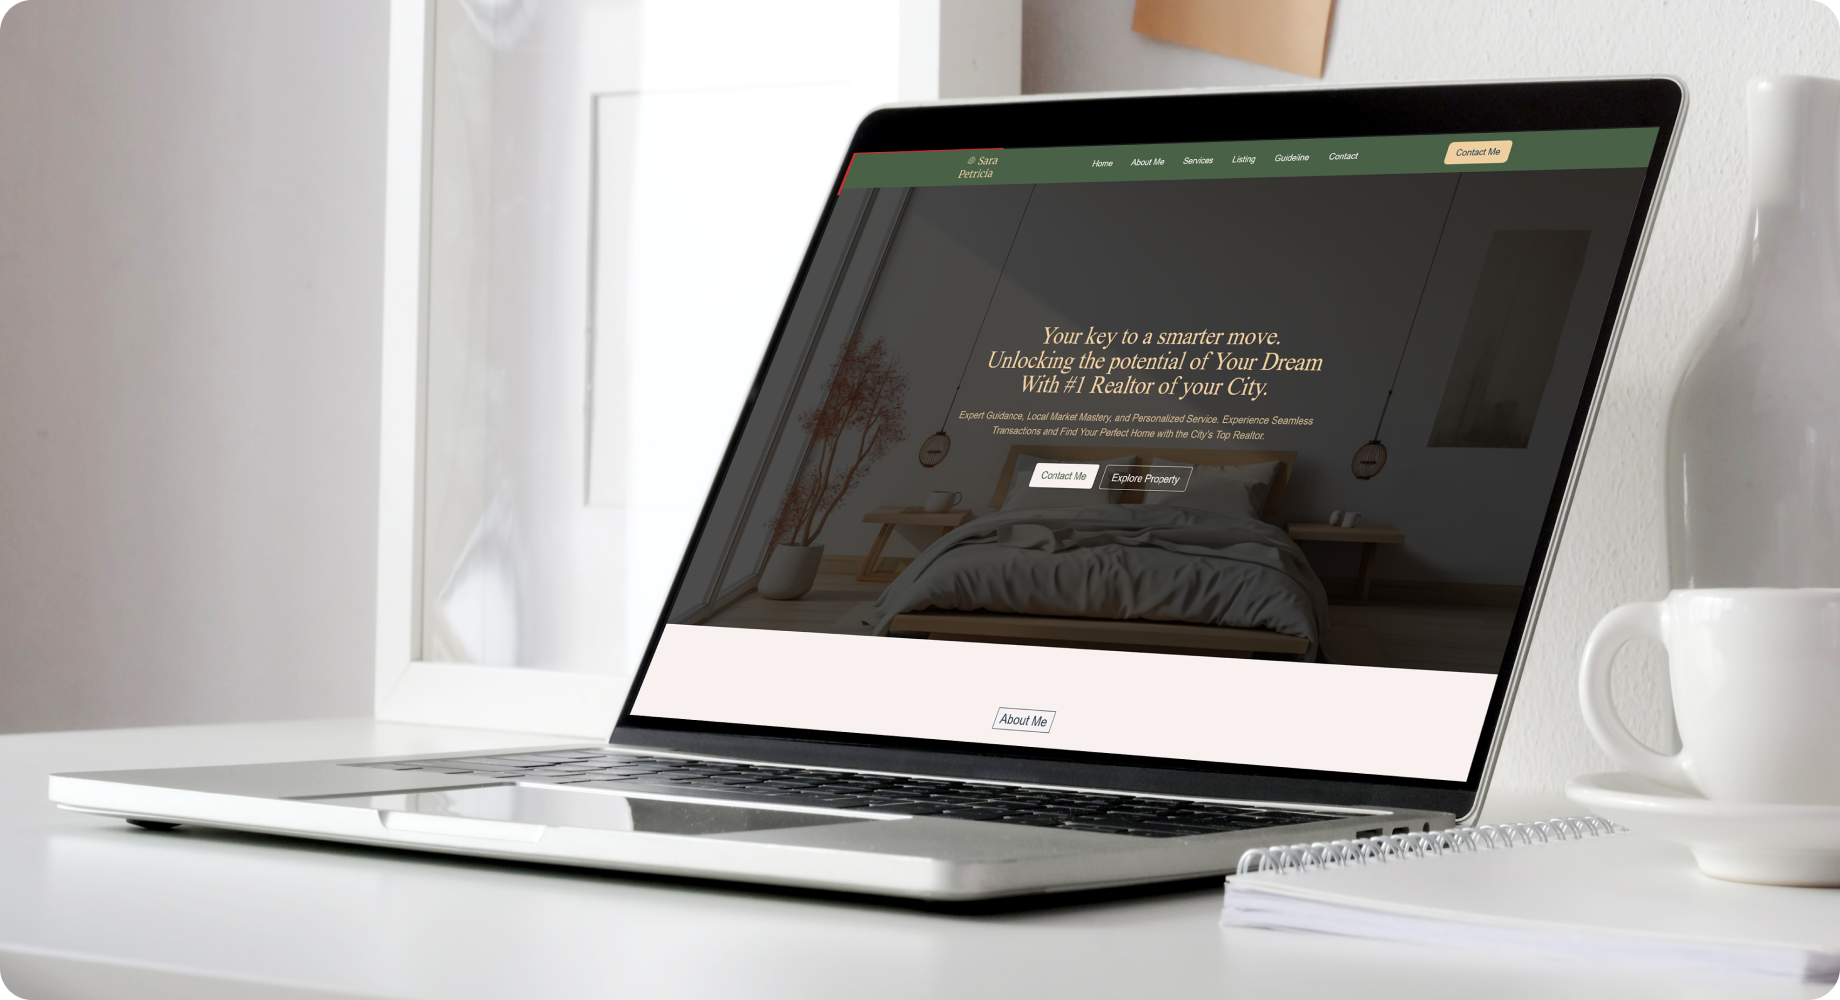 Sara
Petricia
Home About Me Services Listing Guideline Contact
Contact Me
Your key to a smarter move.
Unlocking the potential of Your Dream
With #1 Realtor of your City.
Expert Guidance, Local Market Mastery, and Personalized Service. Experience Seamless
Transactions and Find Your Perfect Home with the City's Top Realtor.
Contact Me Explore Property
About Me